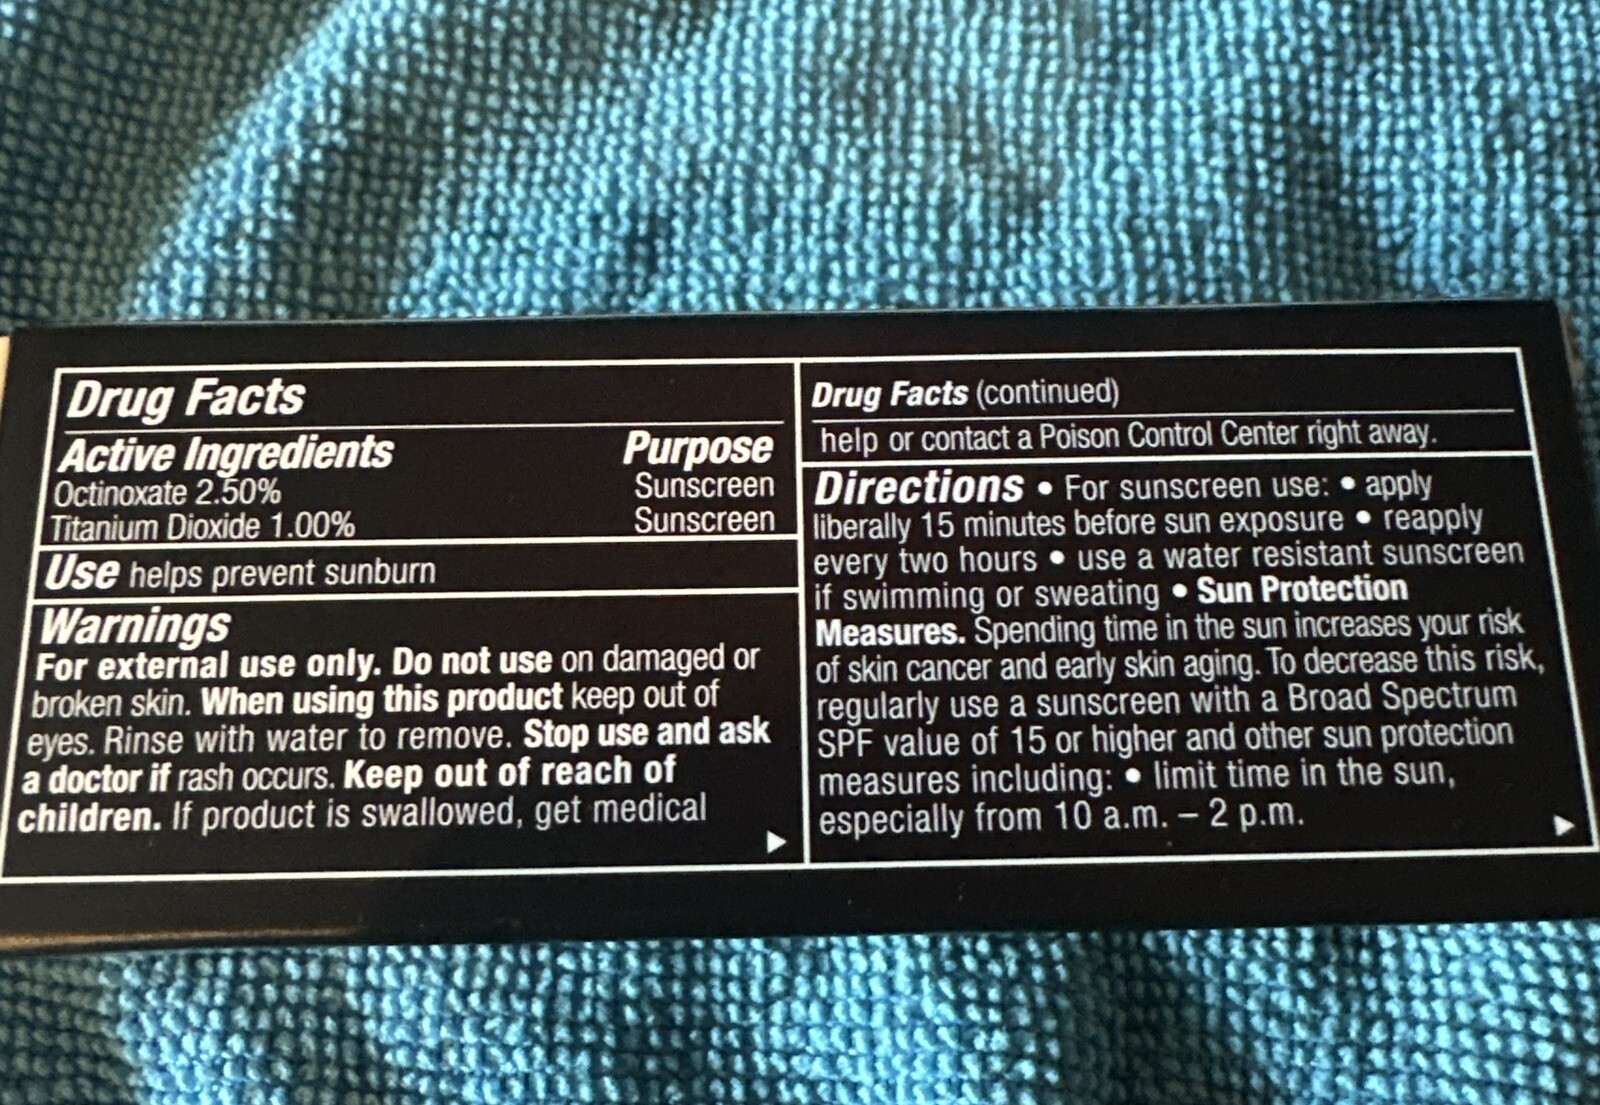 Drug Facts
Active Ingredients Purpose
Octinoxate 2.50% Sunscreen
Titanium Dioxide 1.00% Sunscreen
Use helps prevent sunburn
Warnings
For external use only. Do not use on damaged or
broken skin. When using this product keep out of
eyes. Rinse with water to remove. Stop use and ask
a doctor if rash occurs. Keep out of reach of
children. If product is swallowed, get medical
Drug Facts (continued)
help or contact a Poison Control Center right away.
Directions • For sunscreen use: • apply
liberally 15 minutes before sun exposure • reapply
every two hours • use a water resistant sunscreen
if swimming or sweating • Sun Protection
Measures. Spending time in the sun increases your risk
of skin cancer and early skin aging. To decrease this risk,
regularly use a sunscreen with a Broad Spectrum
SPF value of 15 or higher and other sun protection
measures including: • limit time in the sun,
especially from 10 a.m. – 2 p.m.